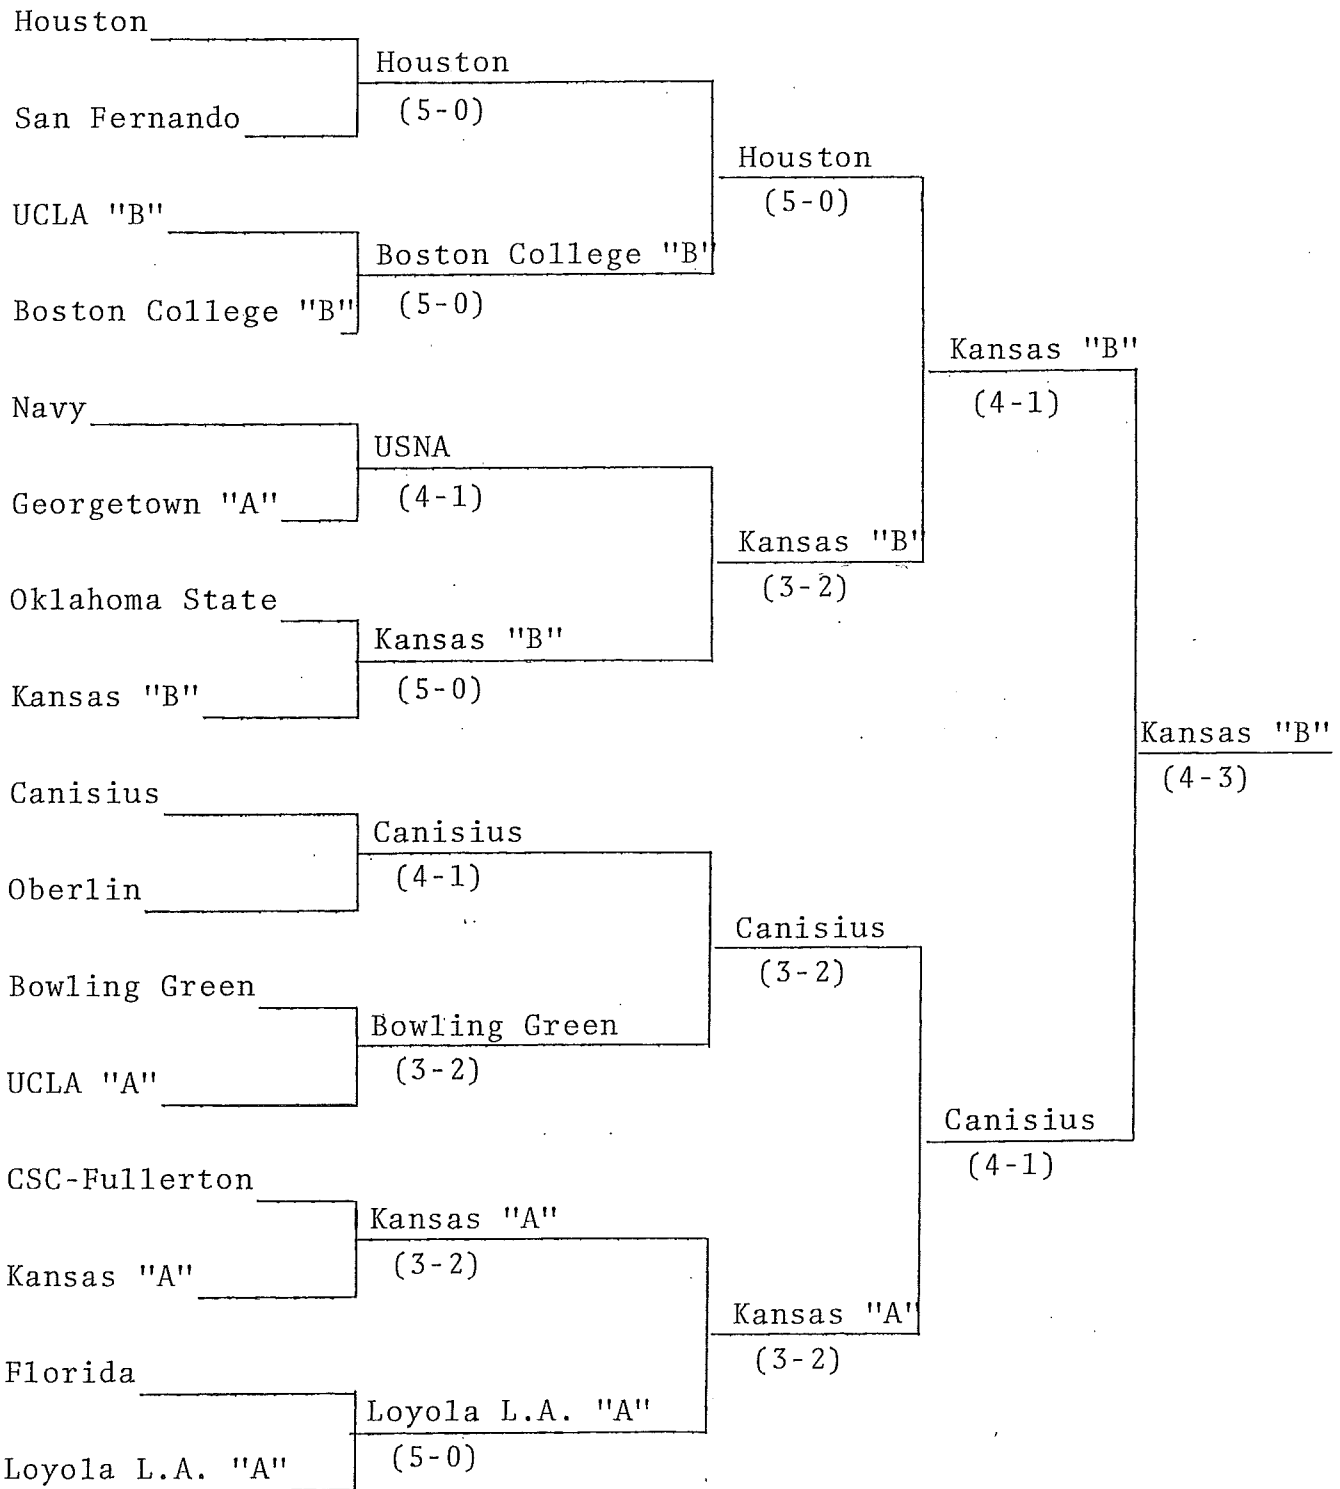 Houston
Houston
(5-0)
San Fernando
Houston
(5-0)
UCLA "B"
Boston College "B"
(5-0)
Boston College "B"
Kansas "B"
(4-1)
Navy
USNA
(4-1)
Georgetown "A"
Kansas "B"
(3-2)
Oklahoma State
Kansas "B"
(5-0)
Kansas "B"
Kansas "B"
(4-3)
Canisius
Canisius
(4-1)
Oberlin
Canisius
(3-2)
Bowling Green
Bowling Green
(3-2)
UCLA "A"
Canisius
(4-1)
CSC-Fullerton
Kansas "A"
(3-2)
Kansas "A"
Kansas "A"
(3-2)
Florida
Loyola L.A. "A"
(5-0)
Loyola L.A. "A"